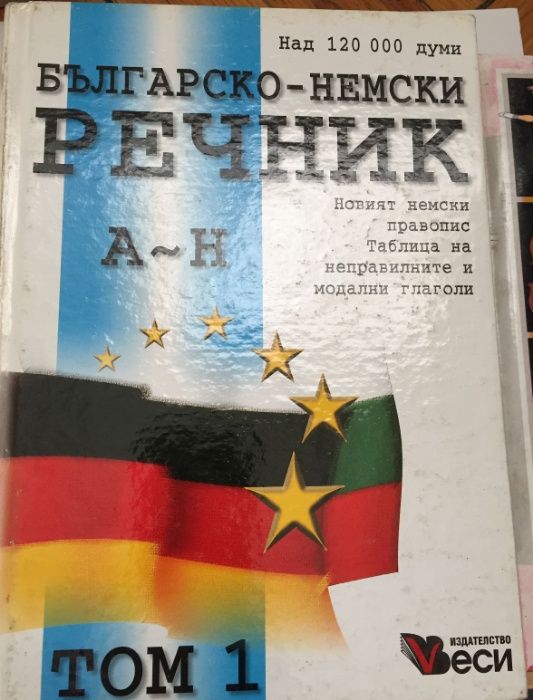 Над 120 000 думи
БЪЛГАРСКО-НЕМСКИ
РЕЧНИК
Новият немски
правопис
Таблица на
неправилните и
модални глаголи
А~Н
ТОМ 1
ИЗДАТЕЛСТВО
Веси